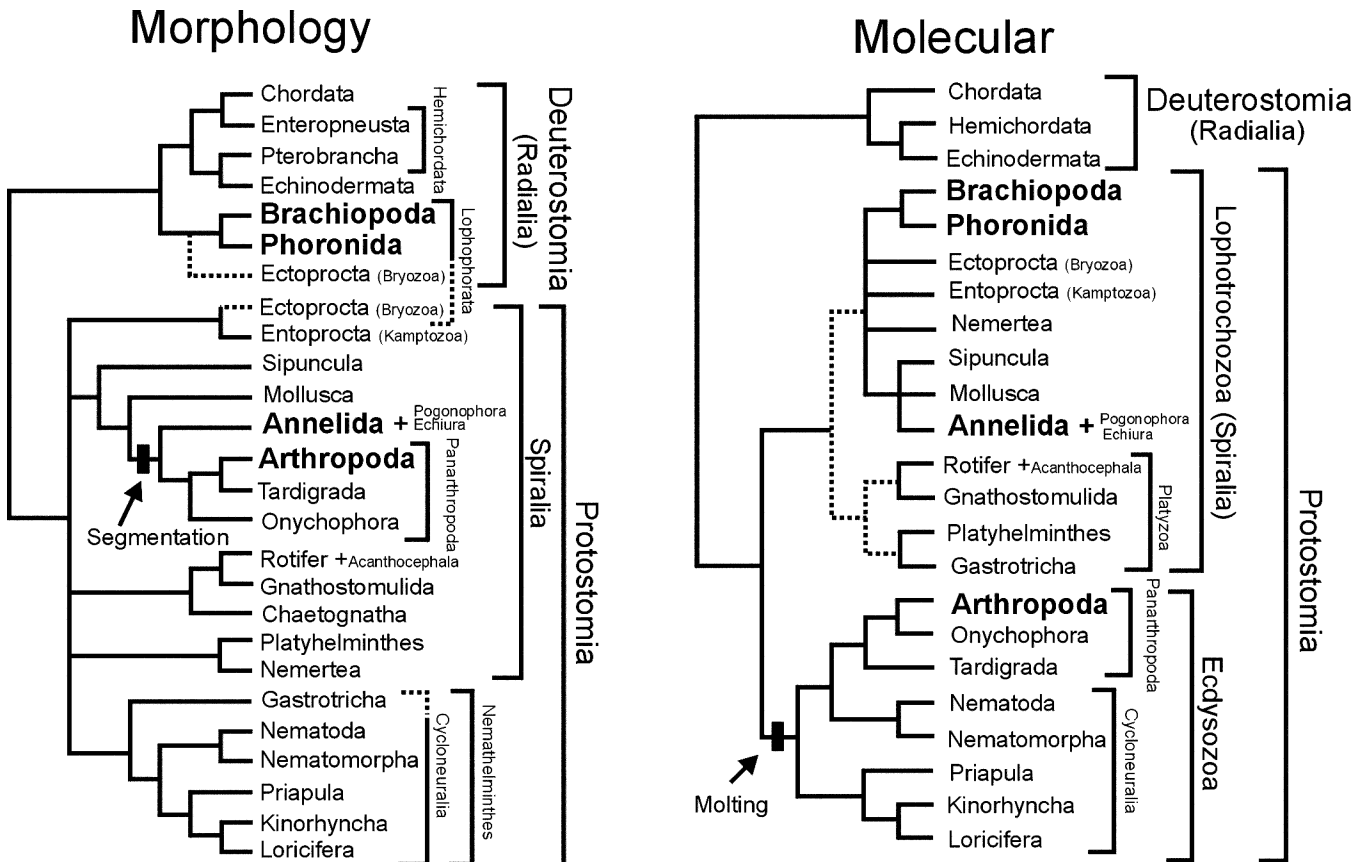 Morphology
Chordata
Enteropneusta
Pterobrancha
Echinodermata
Brachiopoda
Phoronida
Ectoprocta (Bryozoa)
Ectoprocta (Bryozoa)
Entoprocta (Kamptozoa)
Sipuncula
Mollusca
Annelida + Pogonophora
Echiura
Arthropoda
Tardigrada
Onychophora
Segmentation
Rotifer +Acanthocephala
Gnathostomulida
Chaetognatha
Platyhelminthes
Nemertea
Gastrotricha
Nematoda
Nematomorpha
Priapula
Kinorhyncha
Loricifera
Hemichordata
Lophophorata
Panarthropoda
Cycloneuralia
Nemathelminthes
Deuterostomia
(Radialia)
Spiralia
Protostomia
Molecular
Chordata
Hemichordata
Echinodermata
Brachiopoda
Phoronida
Ectoprocta (Bryozoa)
Entoprocta (Kamptozoa)
Nemertea
Sipuncula
Mollusca
Annelida + Pogonophora
Echiura
Rotifer +Acanthocephala
Gnathostomulida
Platyhelminthes
Gastrotricha
Arthropoda
Onychophora
Tardigrada
Nematoda
Nematomorpha
Priapula
Kinorhyncha
Loricifera
Molting
Deuterostomia
(Radialia)
Platyzoa
Panarthropoda
Cycloneuralia
Lophotrochozoa (Spiralia)
Ecdysozoa
Protostomia